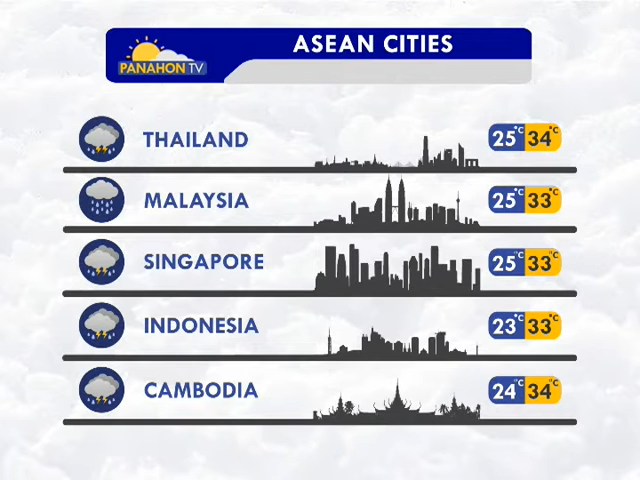 ASEAN CITIES
PANAHON TV
THAILAND 25°C 34°C
MALAYSIA 25°C 33°C
SINGAPORE 25°C 33°C
INDONESIA 23°C 33°C
CAMBODIA 24°C 34°C